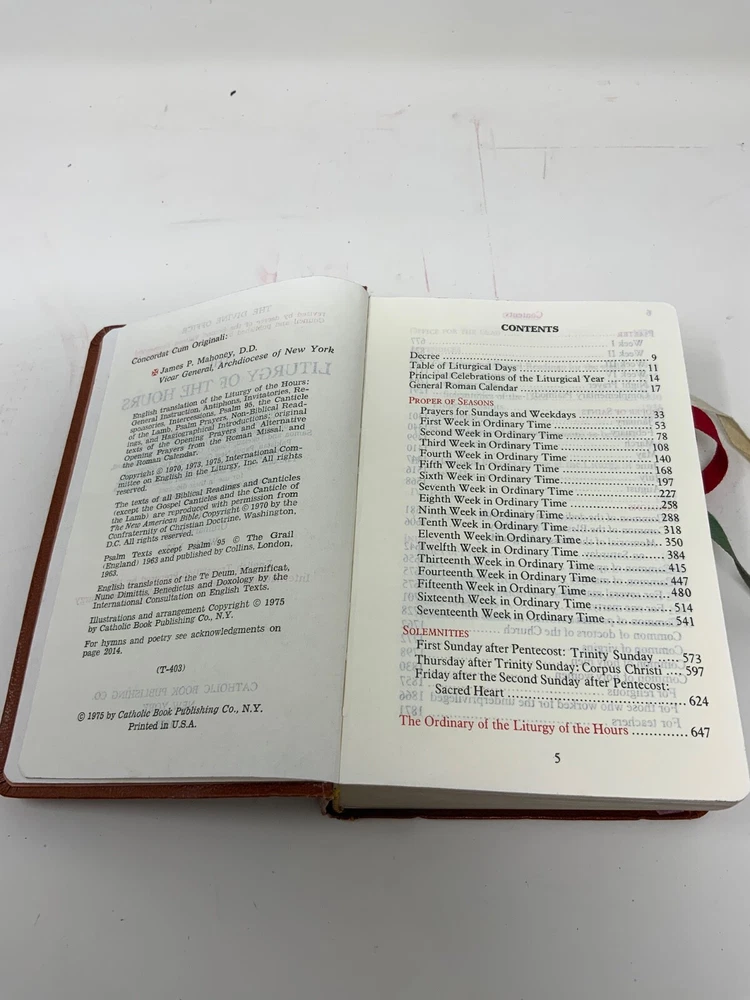 Concordat Cum Originali:
✠ James P. Mahoney, D.D.
Vicar General, Archdiocese of New York
English translation of the Liturgy of the Hours:
General Instruction, Antiphons, Invitatories, Re-
sponsories, Intercessions, Psalm 95, the Canticle
of the Lamb, Psalm Prayers, Non-Biblical Read-
ings, and Hagiographical Introductions; original
texts of the Opening Prayers and Alternative
Opening Prayers from the Roman Missal, and
the Roman Calendar.
Copyright © 1970, 1973, 1975, International Com-
mittee on English in the Liturgy, Inc. All rights
reserved.
The texts of all Biblical Readings and Canticles
(except the Gospel Canticles and the Canticle of
the Lamb) are reproduced with permission from
The New American Bible, Copyright © 1970 by the
Confraternity of Christian Doctrine, Washington,
D.C. All rights reserved.
Psalm Texts except Psalm 95 © The Grail
(England) 1963 and published by Collins, London,
1963.
English translations of the Te Deum, Magnificat,
Nunc Dimittis, Benedictus and Doxology by the
International Consultation on English Texts.
Illustrations and arrangement Copyright © 1975
by Catholic Book Publishing Co., N.Y.
For hymns and poetry see acknowledgments on
page 2014.
(T-403)
© 1975 by Catholic Book Publishing Co., N.Y.
Printed in U.S.A.
CONTENTS
Decree ... 9
Table of Liturgical Days ... 11
Principal Celebrations of the Liturgical Year ... 14
General Roman Calendar ... 17
PROPER OF SEASONS
Prayers for Sundays and Weekdays ... 33
First Week in Ordinary Time ... 53
Second Week in Ordinary Time ... 78
Third Week in Ordinary Time ... 108
Fourth Week in Ordinary Time ... 140
Fifth Week In Ordinary Time ... 168
Sixth Week in Ordinary Time ... 197
Seventh Week in Ordinary Time ... 227
Eighth Week in Ordinary Time ... 258
Ninth Week in Ordinary Time ... 288
Tenth Week in Ordinary Time ... 318
Eleventh Week in Ordinary Time ... 350
Twelfth Week in Ordinary Time ... 384
Thirteenth Week in Ordinary Time ... 415
Fourteenth Week in Ordinary Time ... 447
Fifteenth Week in Ordinary Time ... 480
Sixteenth Week in Ordinary Time ... 514
Seventeenth Week in Ordinary Time ... 541
SOLEMNITIES
First Sunday after Pentecost: Trinity Sunday ... 573
Thursday after Trinity Sunday: Corpus Christi ... 597
Friday after the Second Sunday after Pentecost:
Sacred Heart ... 624
The Ordinary of the Liturgy of the Hours ... 647
5